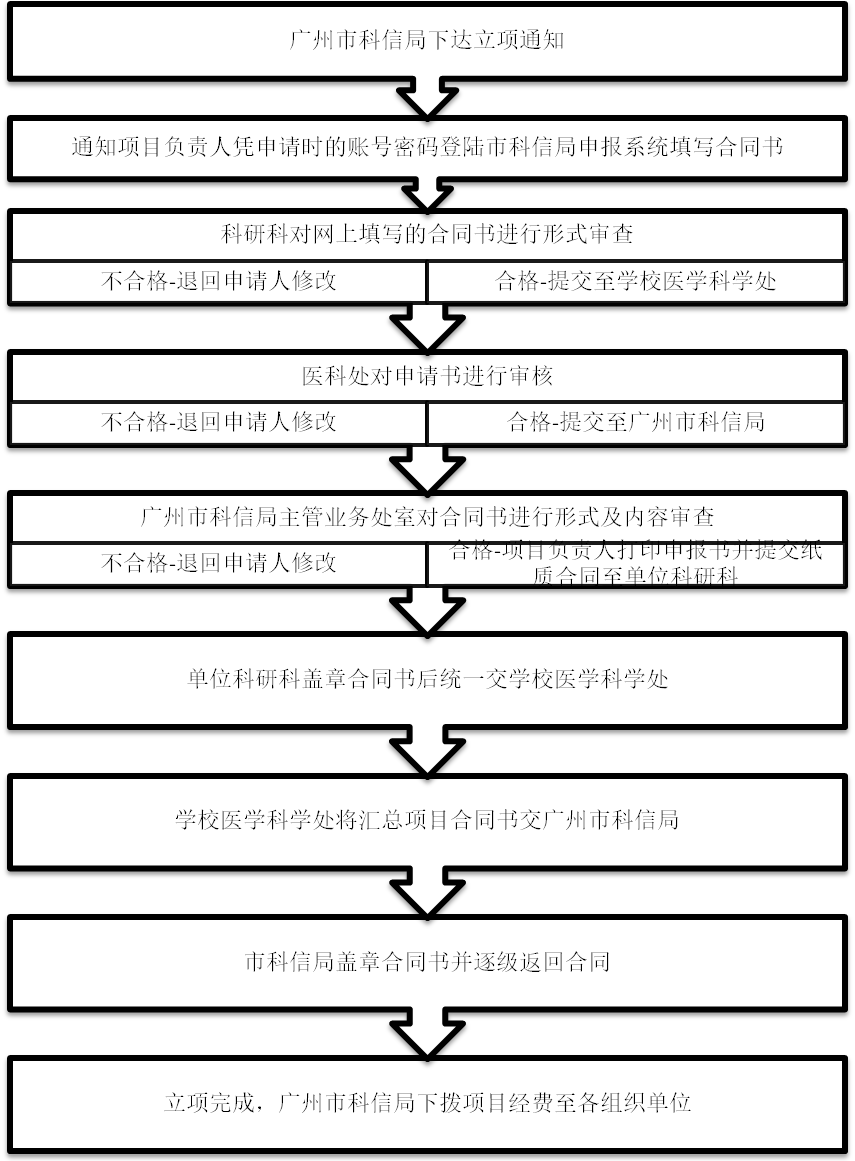 广州市科信局下达立项通知
通知项目负责人凭申请时的账号密码登陆市科信局申报系统填写合同书
科研科对网上填写的合同书进行形式审查
不合格-退回申请人修改
合格-提交至学校医学科学处
医科处对申请书进行审核
不合格-退回申请人修改
合格-提交至广州市科信局
广州市科信局主管业务处室对合同书进行形式及内容审查
不合格-退回申请人修改
合格-项目负责人打印申报书并提交纸
质合同至单位科研科
单位科研科盖章合同书后统一交学校医学科学处
学校医学科学处将汇总项目合同书交广州市科信局
市科信局盖章合同书并逐级返回合同
立项完成，广州市科信局下拨项目经费至各组织单位